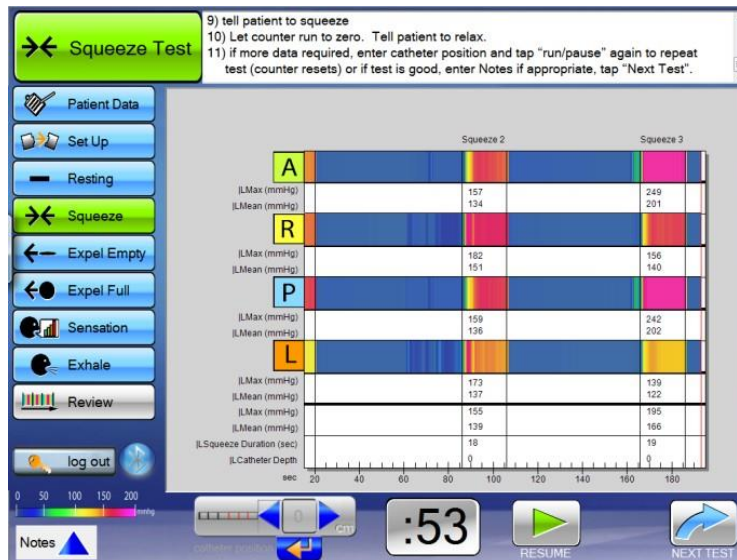 Squeeze Test
9) tell patient to squeeze
10) Let counter run to zero. Tell patient to relax.
11) if more data required, enter catheter position and tap "run/pause" again to repeat
test (counter resets) or if test is good, enter Notes if appropriate, tap "Next Test".
Patient Data
Set Up
Resting
Squeeze
Expel Empty
Expel Full
Sensation
Exhale
Review
log out
0 50 100 150 200
mmHg
Notes
Squeeze 2 Squeeze 3
A
|LMax (mmHg) 157 249
|LMean (mmHg) 134 201
R
|LMax (mmHg) 182 156
|LMean (mmHg) 151 140
P
|LMax (mmHg) 159 242
|LMean (mmHg) 136 202
L
|LMax (mmHg) 173 139
|LMean (mmHg) 137 122
|LMax (mmHg) 155 195
|LMean (mmHg) 139 166
|LSqueeze Duration (sec) 18 19
|LCatheter Depth 0 0
sec 20 40 60 80 100 120 140 160 180
0
cm
catheter position
:53
RESUME
NEXT TEST